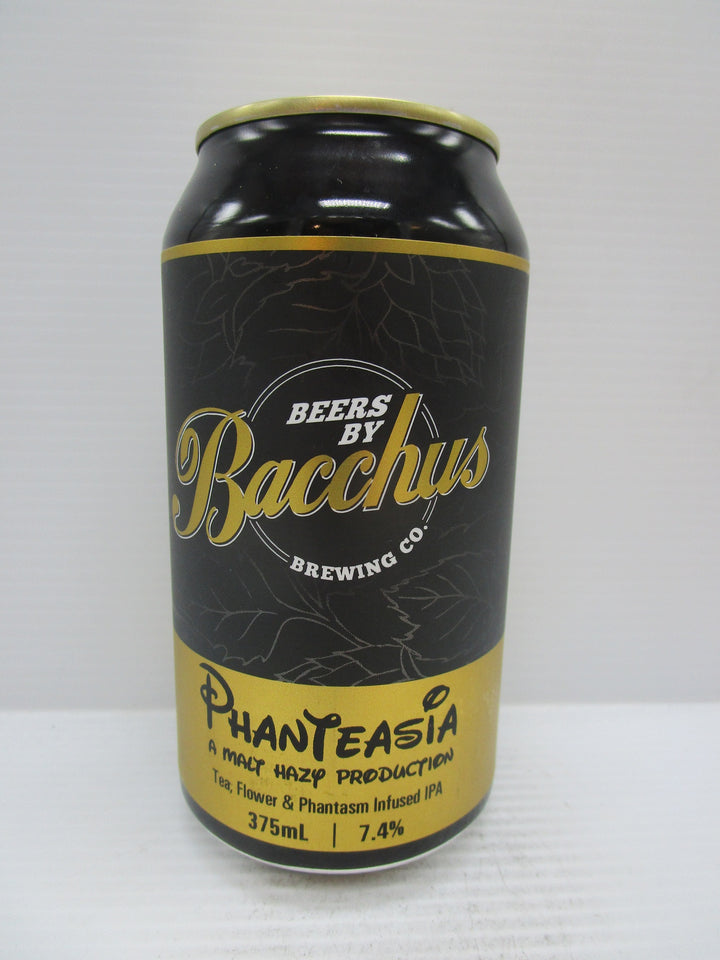 BEERS
BY
Bacchus
BREWING CO.
PHANTEASIA
A MALT HAZY PRODUCTION
Tea, Flower & Phantasm Infused IPA
375mL | 7.4%